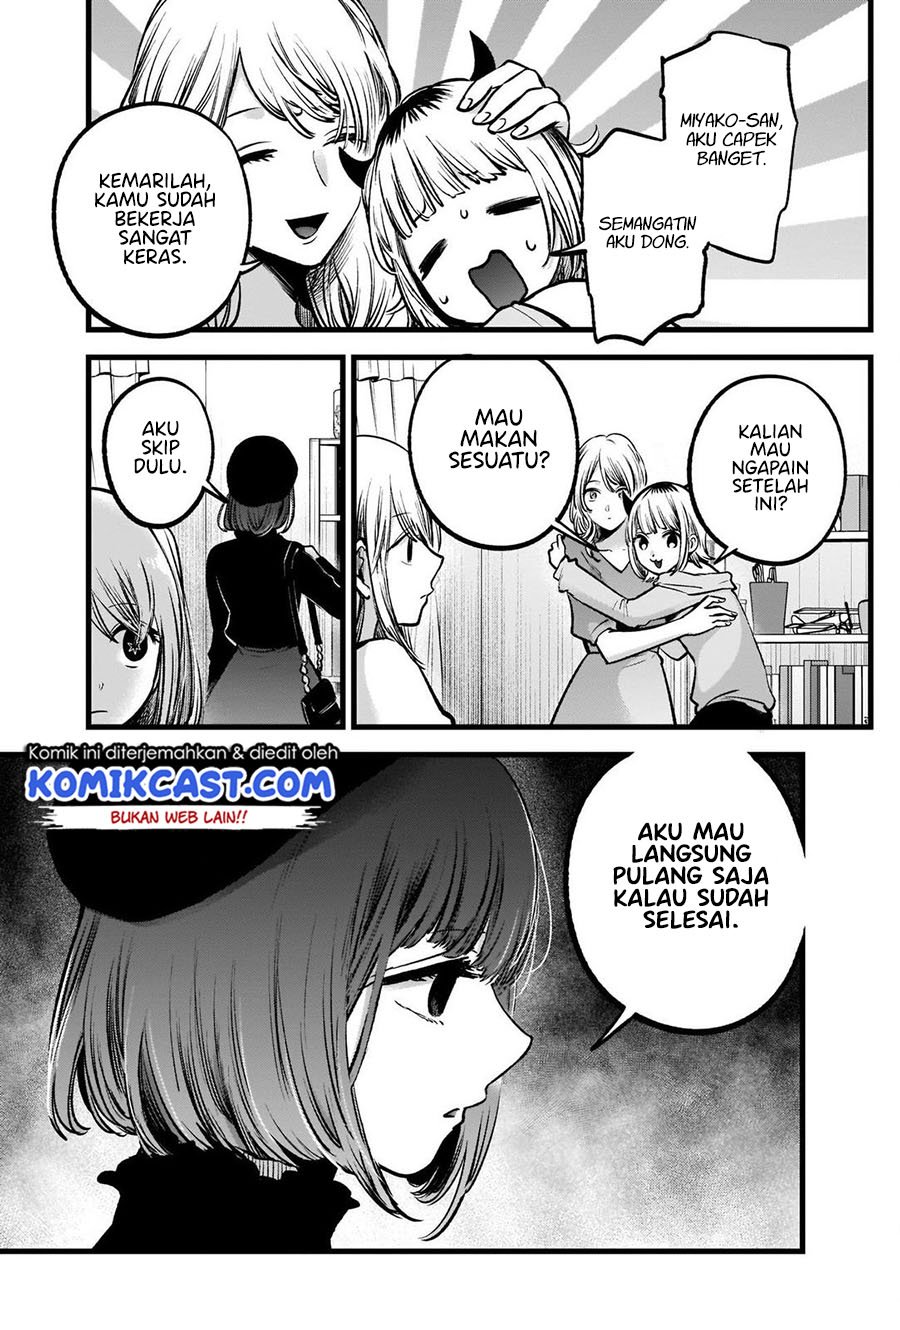 MIYAKO-SAN,
AKU CAPEK
BANGET.
SEMANGATIN
AKU DONG.
KEMARILAH,
KAMU SUDAH
BEKERJA
SANGAT
KERAS.
KALIAN
MAU
NGAPAIN
SETELAH
INI?
MAU
MAKAN
SESUATU?
AKU
SKIP
DULU.
Komik ini diterjemahkan & diedit oleh
KOMIKCAST.COM
BUKAN WEB LAIN!!
AKU MAU
LANGSUNG
PULANG SAJA
KALAU SUDAH
SELESAI.